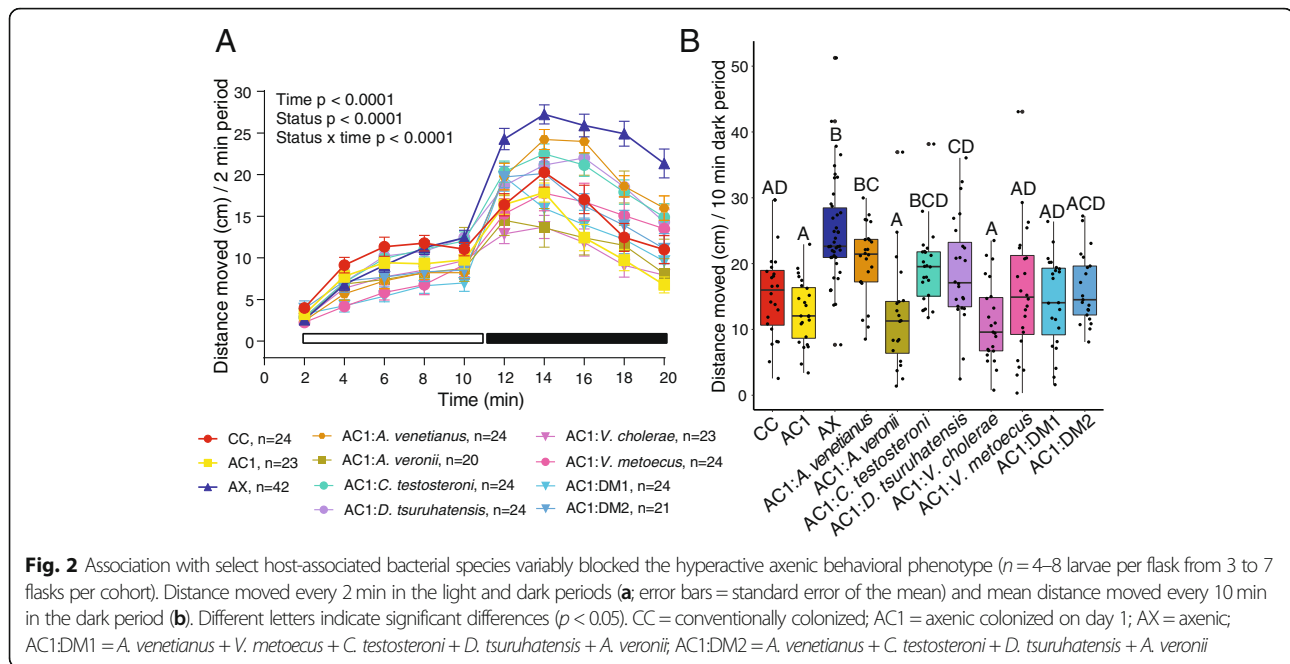 A
Distance moved (cm) / 2 min period
Time p < 0.0001
Status p < 0.0001
Status x time p < 0.0001
35
30
25
20
15
10
5
0
0 2 4 6 8 10 12 14 16 18 20
Time (min)
CC, n=24
AC1, n=23
AX, n=42
AC1:A. venetianus, n=24
AC1:A. veronii, n=20
AC1:C. testosteroni, n=24
AC1:D. tsuruhatensis, n=24
AC1:V. cholerae, n=23
AC1:V. metoecus, n=24
AC1:DM1, n=24
AC1:DM2, n=21
B
Distance moved (cm) / 10 min dark period
50
40
30
20
10
0
AD A B BC A BCD CD A AD AD ACD
CC
AC1
AX
AC1:A. venetianus
AC1:A. veronii
AC1:C. testosteroni
AC1:D. tsuruhatensis
AC1:V. cholerae
AC1:V. metoecus
AC1:DM1
AC1:DM2
Fig. 2 Association with select host-associated bacterial species variably blocked the hyperactive axenic behavioral phenotype (n = 4–8 larvae per flask from 3 to 7
flasks per cohort). Distance moved every 2 min in the light and dark periods (a; error bars = standard error of the mean) and mean distance moved every 10 min
in the dark period (b). Different letters indicate significant differences (p < 0.05). CC = conventionally colonized; AC1 = axenic colonized on day 1; AX = axenic;
AC1:DM1 = A. venetianus + V. metoecus + C. testosteroni + D. tsuruhatensis + A. veronii; AC1:DM2 = A. venetianus + C. testosteroni + D. tsuruhatensis + A. veronii